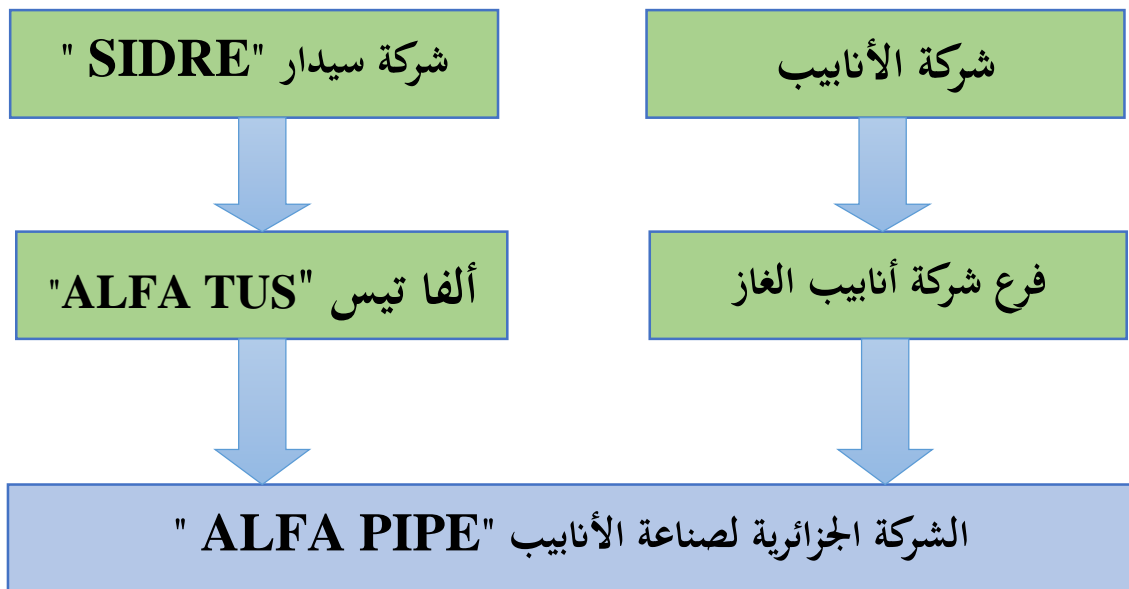 شركة الأنابيب
شركة سيدار "SIDRE "
فرع شركة أنابيب الغاز
ألفا تيس "ALFA TUS"
الشركة الجزائرية لصناعة الأنابيب "ALFA PIPE "